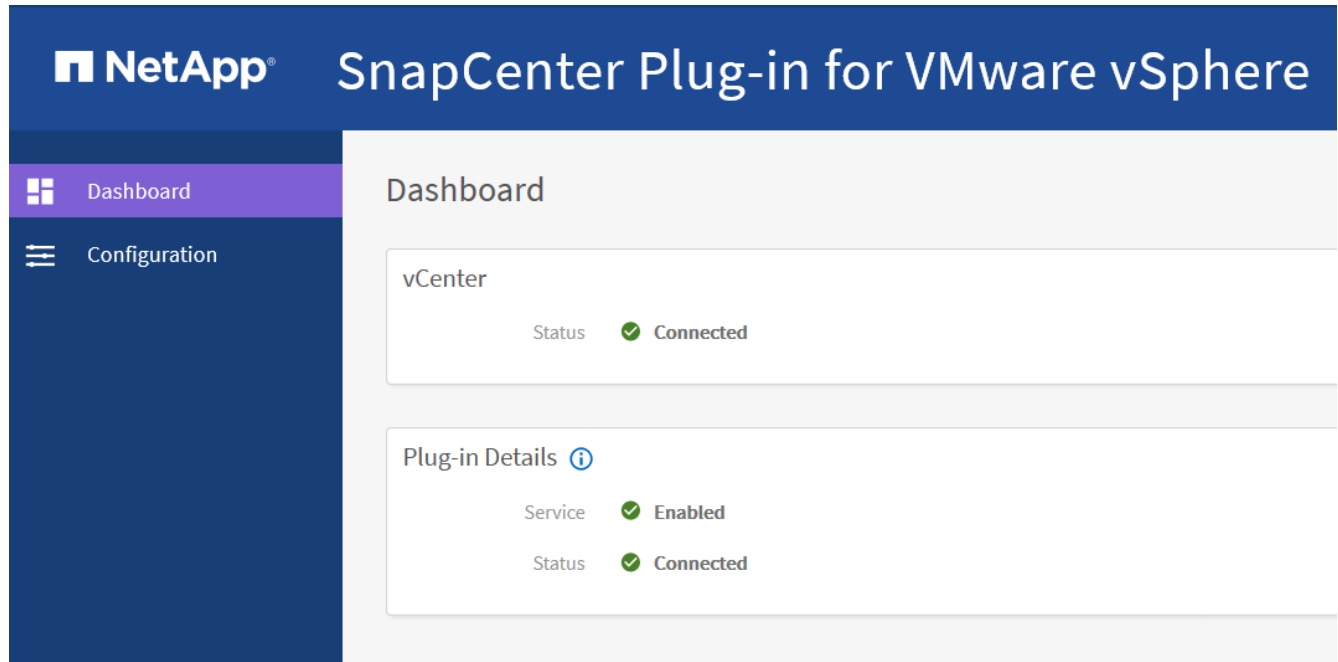 NetApp® SnapCenter Plug-in for VMware vSphere
Dashboard
Configuration
Dashboard
vCenter
Status Connected
Plug-in Details
Service Enabled
Status Connected